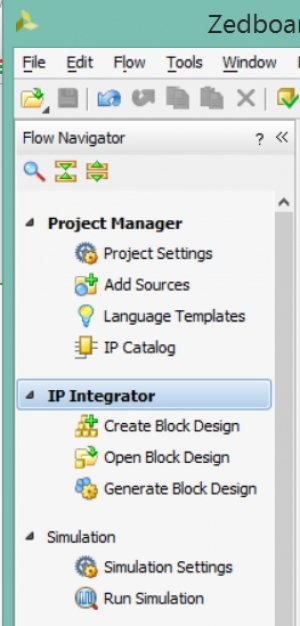 Zedboar
File Edit Flow Tools Window
Flow Navigator ? «
Project Manager
Project Settings
Add Sources
Language Templates
IP Catalog
IP Integrator
Create Block Design
Open Block Design
Generate Block Design
Simulation
Simulation Settings
Run Simulation